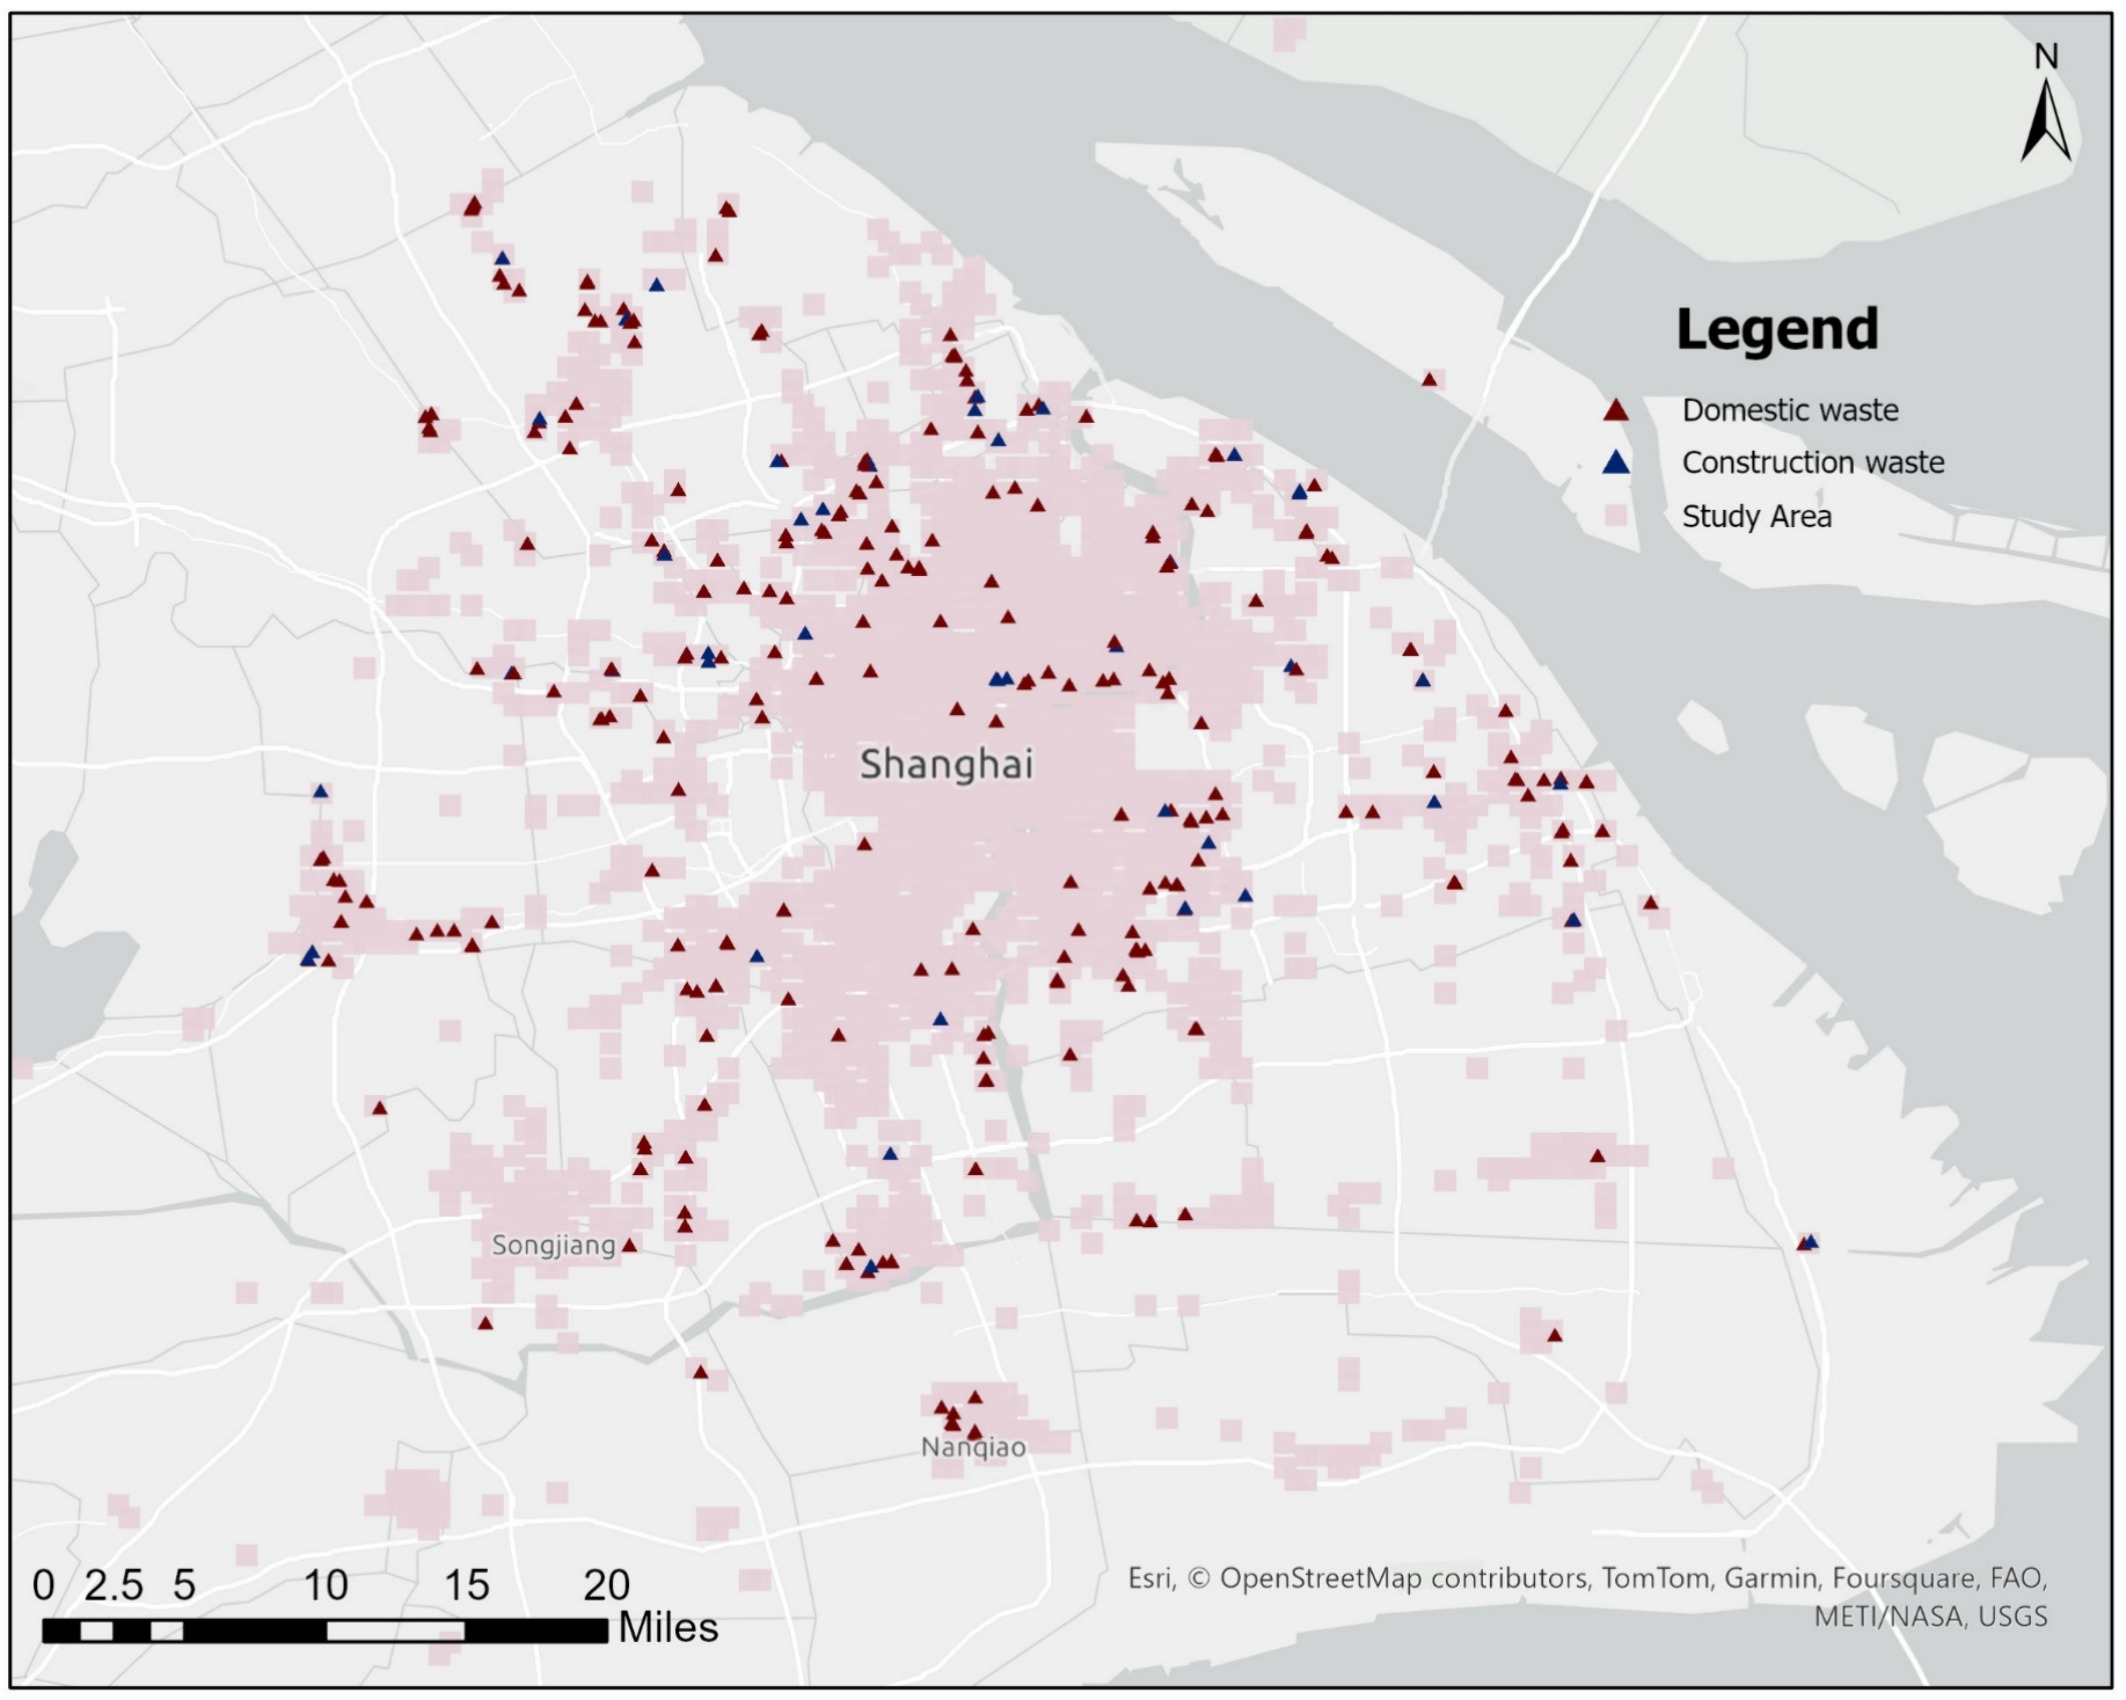 N
Legend
Domestic waste
Construction waste
Study Area
Shanghai
Songjiang
Nanqiao
0 2.5 5 10 15 20
Miles
Esri, © OpenStreetMap contributors, TomTom, Garmin, Foursquare, FAO,
METI/NASA, USGS